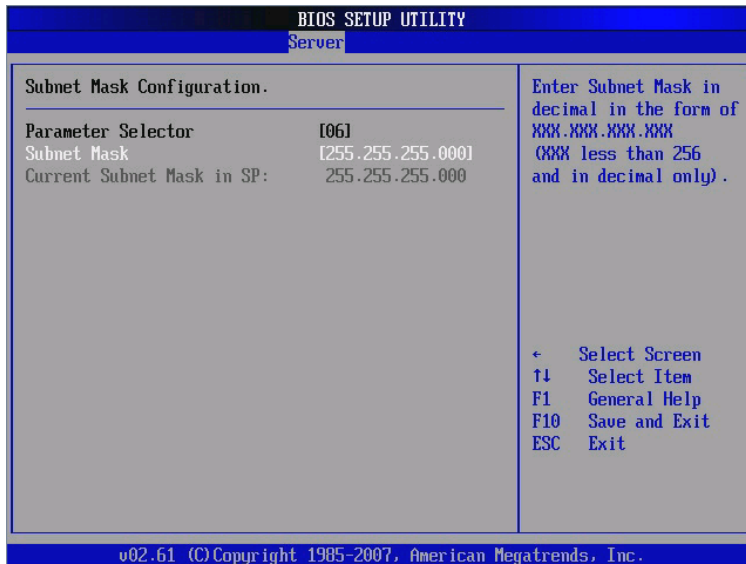 BIOS SETUP UTILITY
Server
Subnet Mask Configuration.
Parameter Selector [06]
Subnet Mask [255.255.255.000]
Current Subnet Mask in SP: 255.255.255.000
Enter Subnet Mask in
decimal in the form of
XXX.XXX.XXX.XXX
(XXX less than 256
and in decimal only).
← Select Screen
↑↓ Select Item
F1 General Help
F10 Save and Exit
ESC Exit
v02.61 (C)Copyright 1985-2007, American Megatrends, Inc.